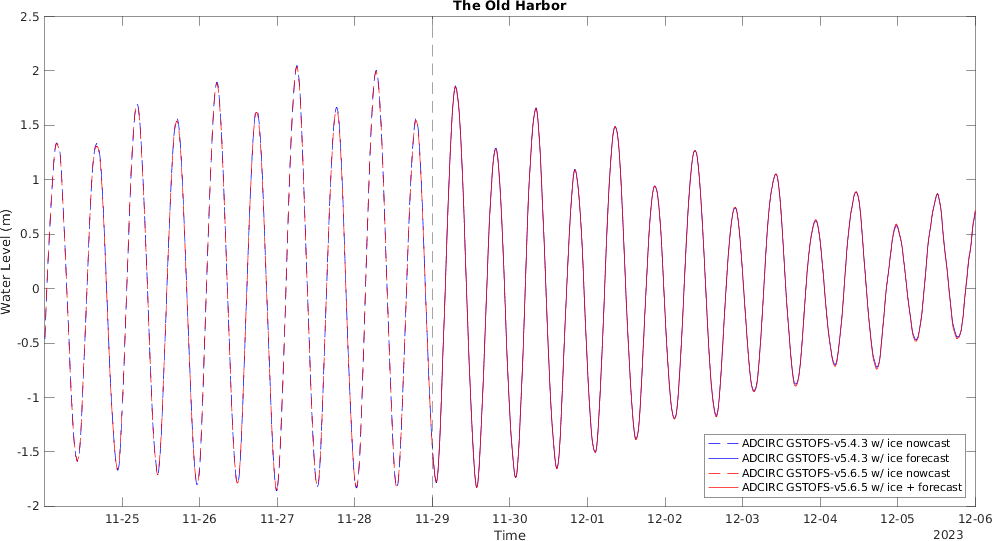 The Old Harbor
2.5
2
1.5
1
0.5
0
-0.5
-1
-1.5
-2
Water Level (m)
ADCIRC GSTOFS-v5.4.3 w/ ice nowcast
ADCIRC GSTOFS-v5.4.3 w/ ice forecast
ADCIRC GSTOFS-v5.6.5 w/ ice nowcast
ADCIRC GSTOFS-v5.6.5 w/ ice + forecast
11-25 11-26 11-27 11-28 11-29 11-30 12-01 12-02 12-03 12-04 12-05 12-06
Time
2023